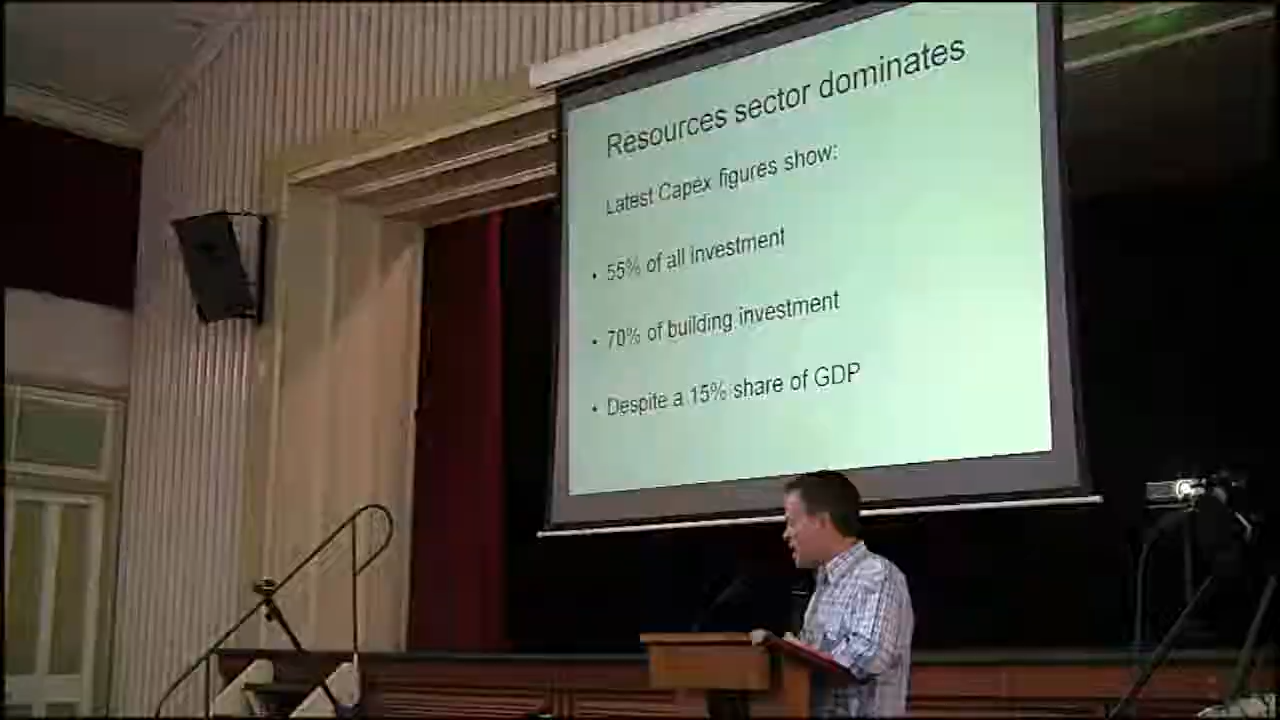 Resources sector dominates
Latest Capex figures show:
• 55% of all investment
• 70% of building investment
• Despite a 15% share of GDP